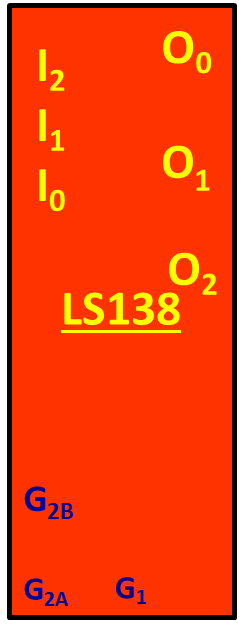 I₂ O₀
I₁ O₁
I₀ O₂
LS138
G₂B
G₂A G₁